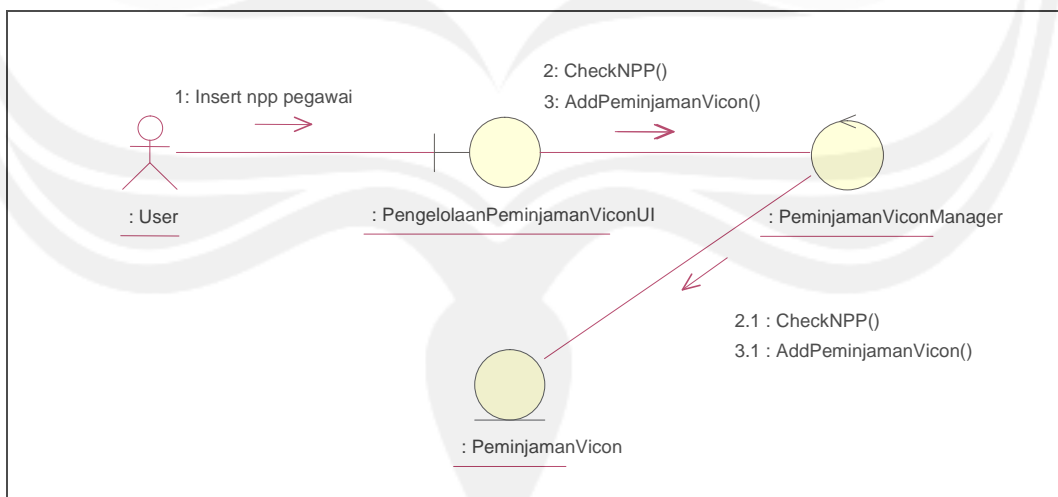 1: Insert npp pegawai
2: CheckNPP()
3: AddPeminjamanVicon()
: User
: PengelolaanPeminjamanViconUI
: PeminjamanViconManager
2.1 : CheckNPP()
3.1 : AddPeminjamanVicon()
: PeminjamanVicon